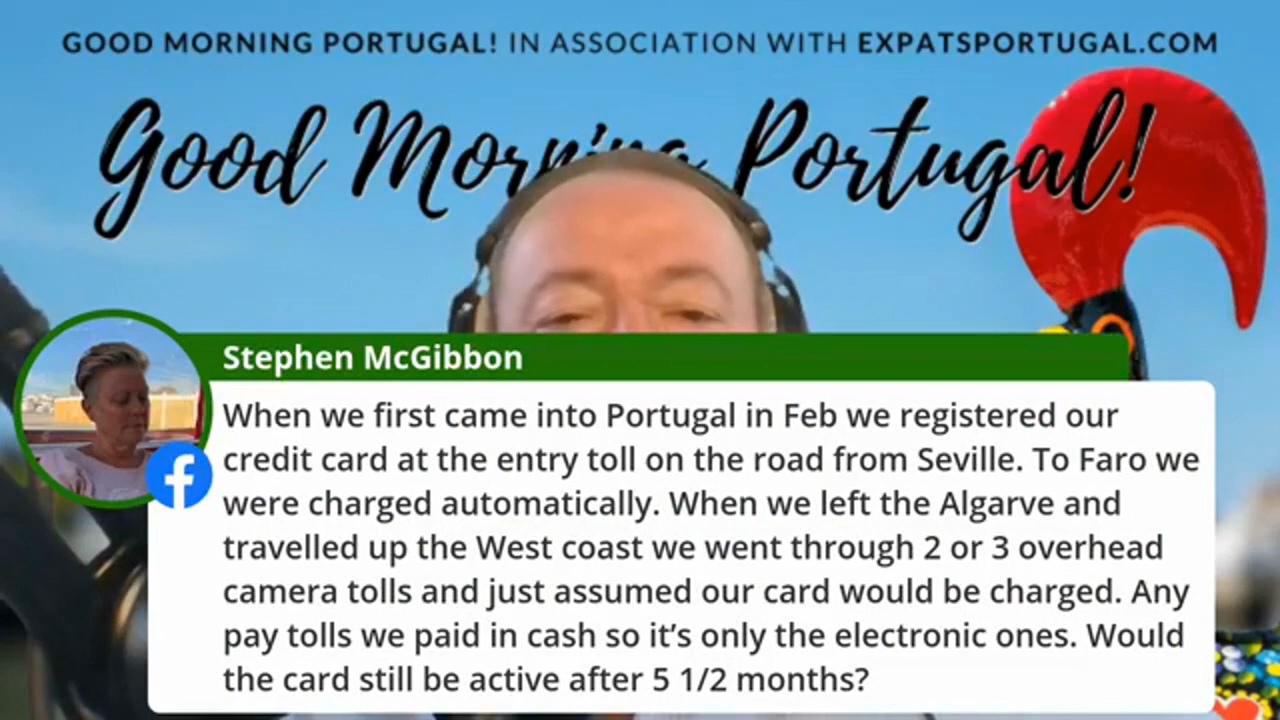 GOOD MORNING PORTUGAL! IN ASSOCIATION WITH EXPATSPORTUGAL.COM
Good Morning Portugal!
Stephen McGibbon
When we first came into Portugal in Feb we registered our
credit card at the entry toll on the road from Seville. To Faro we
were charged automatically. When we left the Algarve and
travelled up the West coast we went through 2 or 3 overhead
camera tolls and just assumed our card would be charged. Any
pay tolls we paid in cash so it’s only the electronic ones. Would
the card still be active after 5 1/2 months?